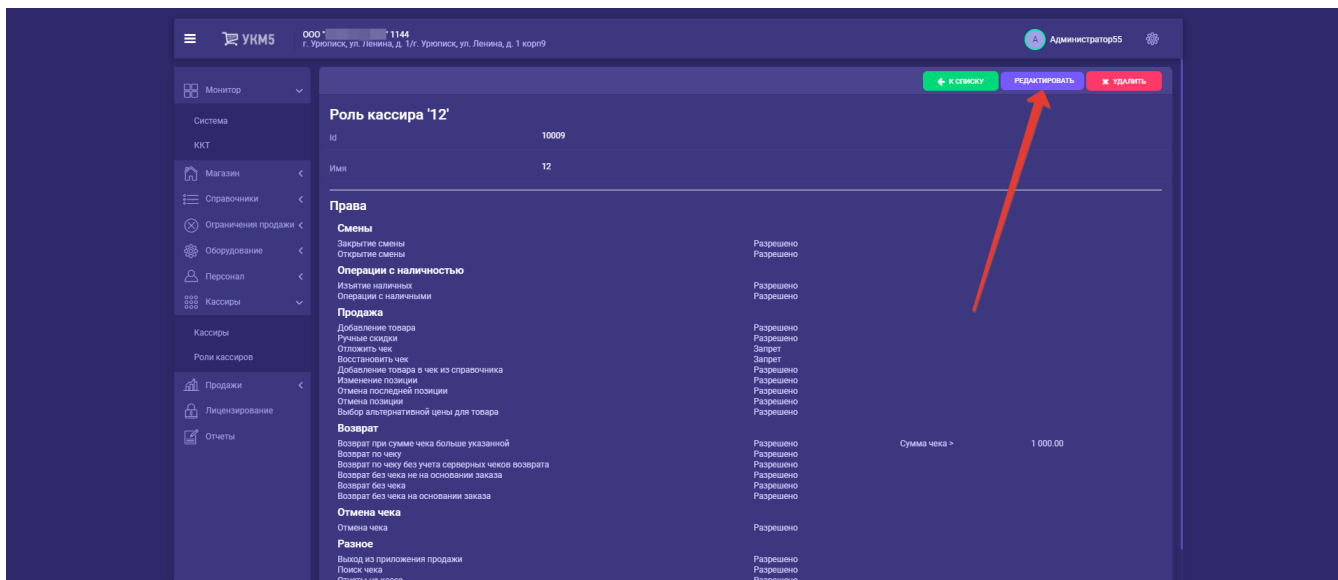 УКМ5
ООО " " 1144
г. Урюписк, ул. Ленина, д. 1/г. Урюписк, ул. Ленина, д. 1 корп9
А Администратор55
К СПИСКУ РЕДАКТИРОВАТЬ УДАЛИТЬ
Монитор
Система
ККТ
Магазин
Справочники
Ограничения продажи
Оборудование
Персонал
Кассиры
Кассиры
Роли кассиров
Продажи
Лицензирование
Отчеты
Роль кассира '12'
Id 10009
Имя 12
Права
Смены
Закрытие смены Разрешено
Открытие смены Разрешено
Операции с наличностью
Изъятие наличных Разрешено
Операции с наличными Разрешено
Продажа
Добавление товара Разрешено
Ручные скидки Разрешено
Отложить чек Запрет
Восстановить чек Запрет
Добавление товара в чек из справочника Разрешено
Изменение позиции Разрешено
Отмена последней позиции Разрешено
Отмена позиции Разрешено
Выбор альтернативной цены для товара Разрешено
Возврат
Возврат при сумме чека больше указанной Разрешено Сумма чека > 1 000.00
Возврат по чеку Разрешено
Возврат по чеку без учета серверных чеков возврата Разрешено
Возврат без чека не на основании заказа Разрешено
Возврат без чека Разрешено
Возврат без чека на основании заказа Разрешено
Отмена чека
Отмена чека Разрешено
Разное
Выход из приложения продажи Разрешено
Поиск чека Разрешено
Отчеты на кассе Разрешено